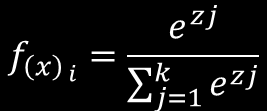 f(x) i = e^{zj} / ∑_{j=1}^{k} e^{zj}